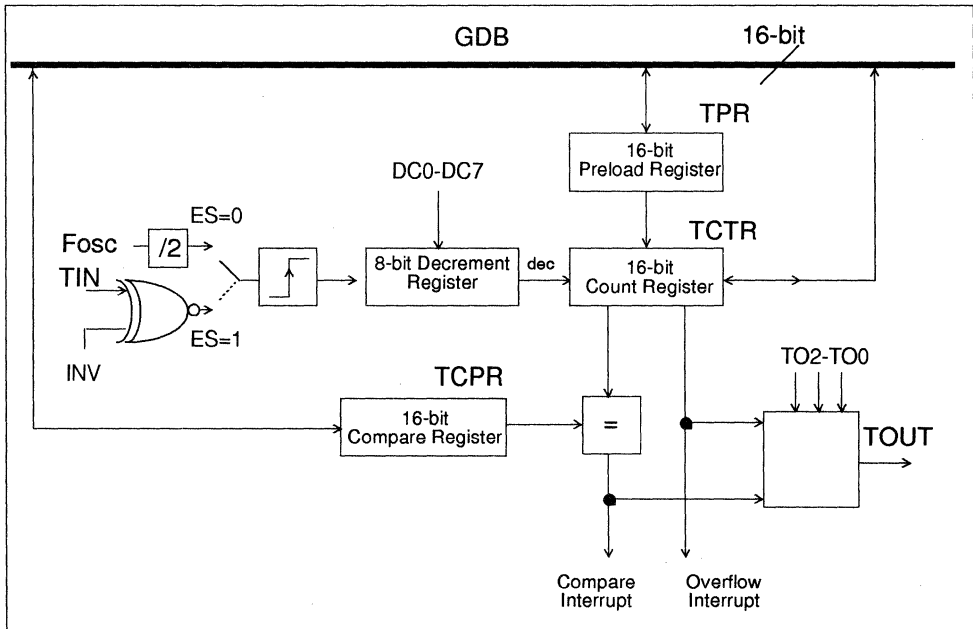 GDB
16-bit
TPR
16-bit
Preload Register
DC0-DC7
ES=0
Fosc
/2
TCTR
TIN
8-bit Decrement
Register
dec
16-bit
Count Register
ES=1
INV
TO2-TO0
TCPR
16-bit
Compare Register
=
TOUT
Compare
Interrupt
Overflow
Interrupt